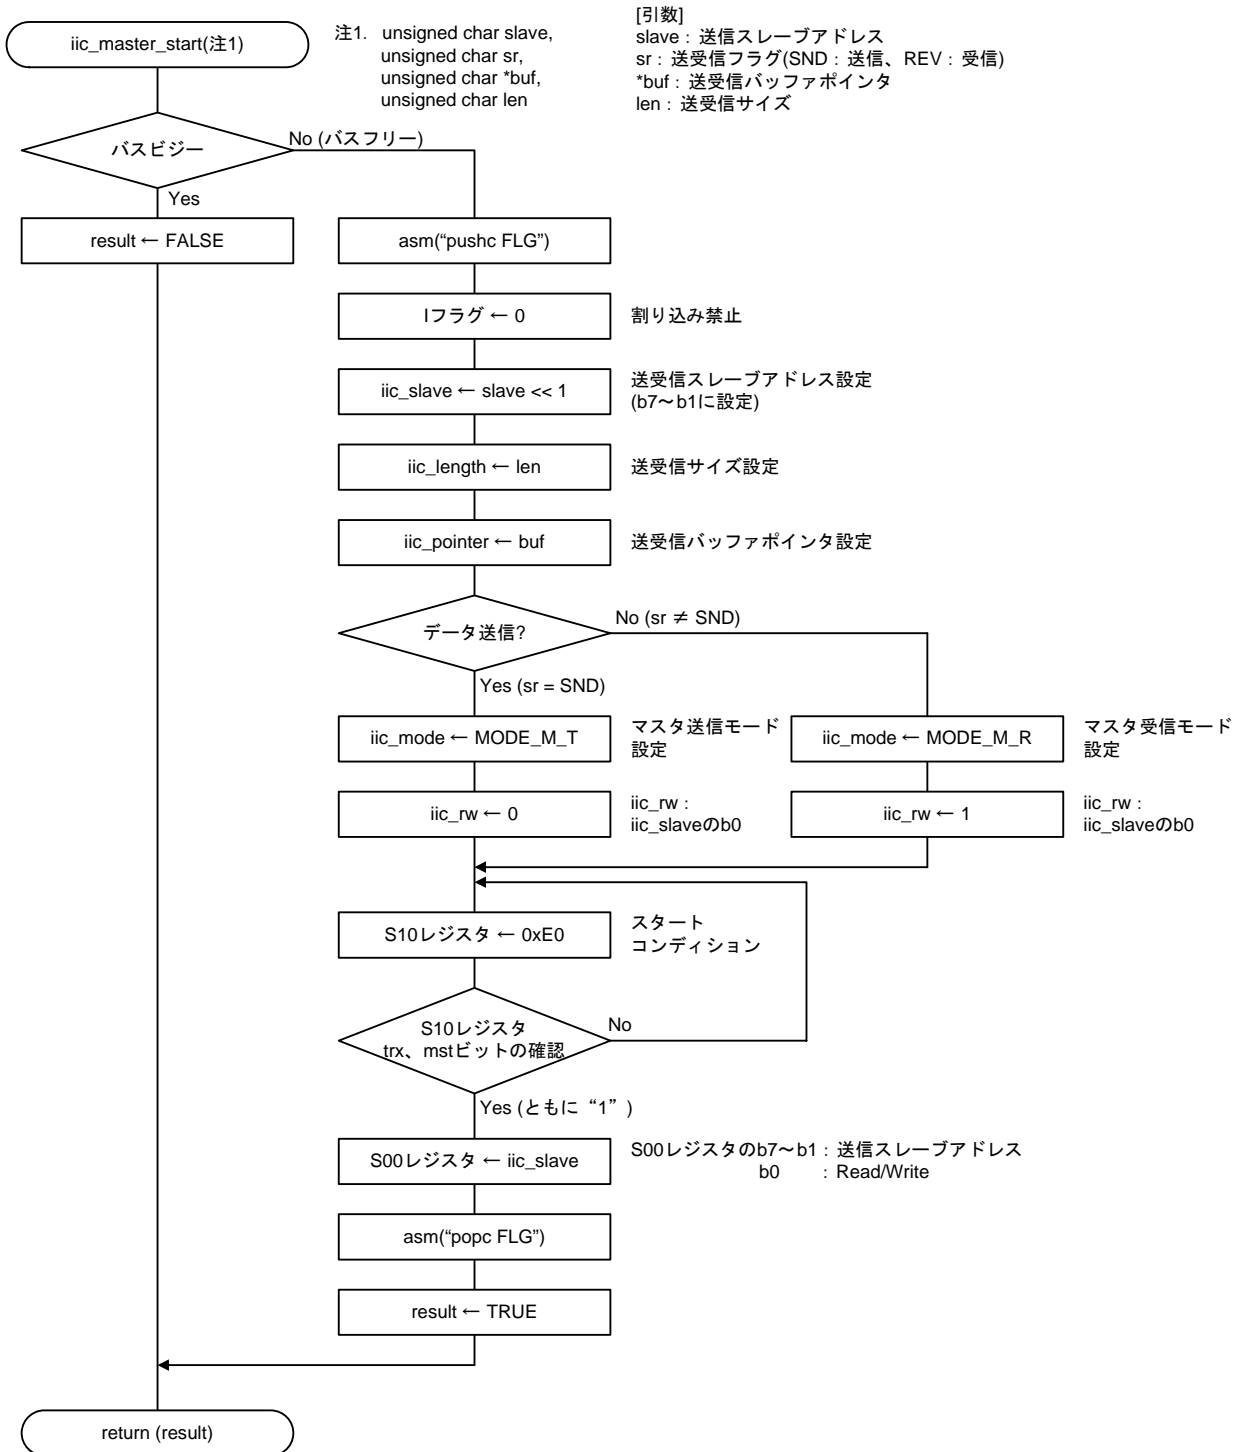 iic_master_start(注1)
注1. unsigned char slave,
unsigned char sr,
unsigned char *buf,
unsigned char len
[引数]
slave : 送信スレーブアドレス
sr : 送受信フラグ(SND : 送信、REV : 受信)
*buf : 送受信バッファポインタ
len : 送受信サイズ
バスビジー
No (バスフリー)
Yes
result ← FALSE
asm(“pushc FLG”)
Iフラグ ← 0
割り込み禁止
iic_slave ← slave << 1
送受信スレーブアドレス設定
(b7～b1に設定)
iic_length ← len
送受信サイズ設定
iic_pointer ← buf
送受信バッファポインタ設定
データ送信?
No (sr ≠ SND)
Yes (sr = SND)
iic_mode ← MODE_M_T
マスタ送信モード
設定
iic_mode ← MODE_M_R
マスタ受信モード
設定
iic_rw ← 0
iic_rw :
iic_slaveのb0
iic_rw ← 1
iic_rw :
iic_slaveのb0
S10レジスタ ← 0xE0
スタート
コンディション
S10レジスタ
trx、mstビットの確認
No
Yes (ともに “1” )
S00レジスタ ← iic_slave
S00レジスタのb7～b1 : 送信スレーブアドレス
b0 : Read/Write
asm(“popc FLG”)
result ← TRUE
return (result)